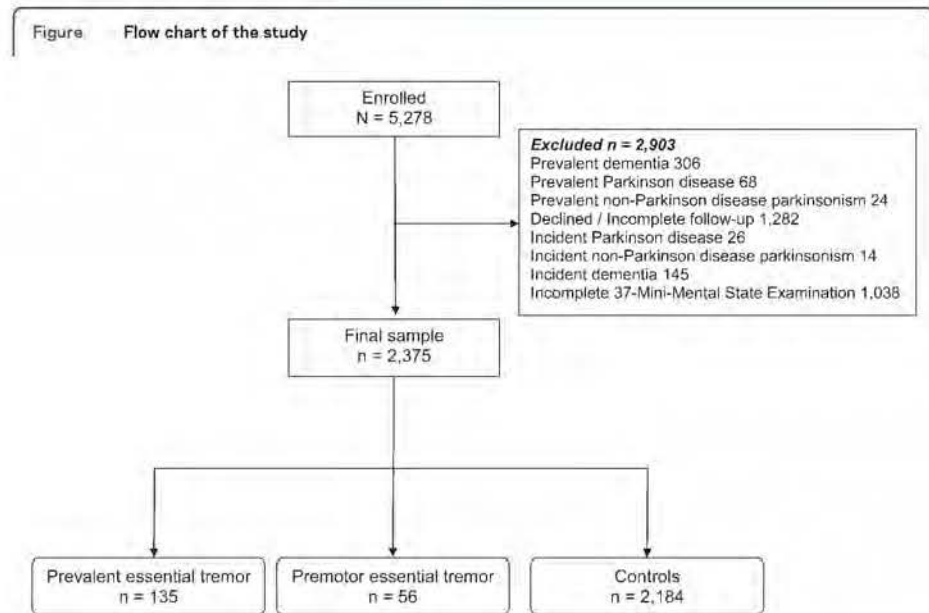 Figure Flow chart of the study
Enrolled
N = 5,278
Excluded n = 2,903
Prevalent dementia 306
Prevalent Parkinson disease 68
Prevalent non-Parkinson disease parkinsonism 24
Declined / Incomplete follow-up 1,282
Incident Parkinson disease 26
Incident non-Parkinson disease parkinsonism 14
Incident dementia 145
Incomplete 37-Mini-Mental State Examination 1,038
Final sample
n = 2,375
Prevalent essential tremor
n = 135
Premotor essential tremor
n = 56
Controls
n = 2,184